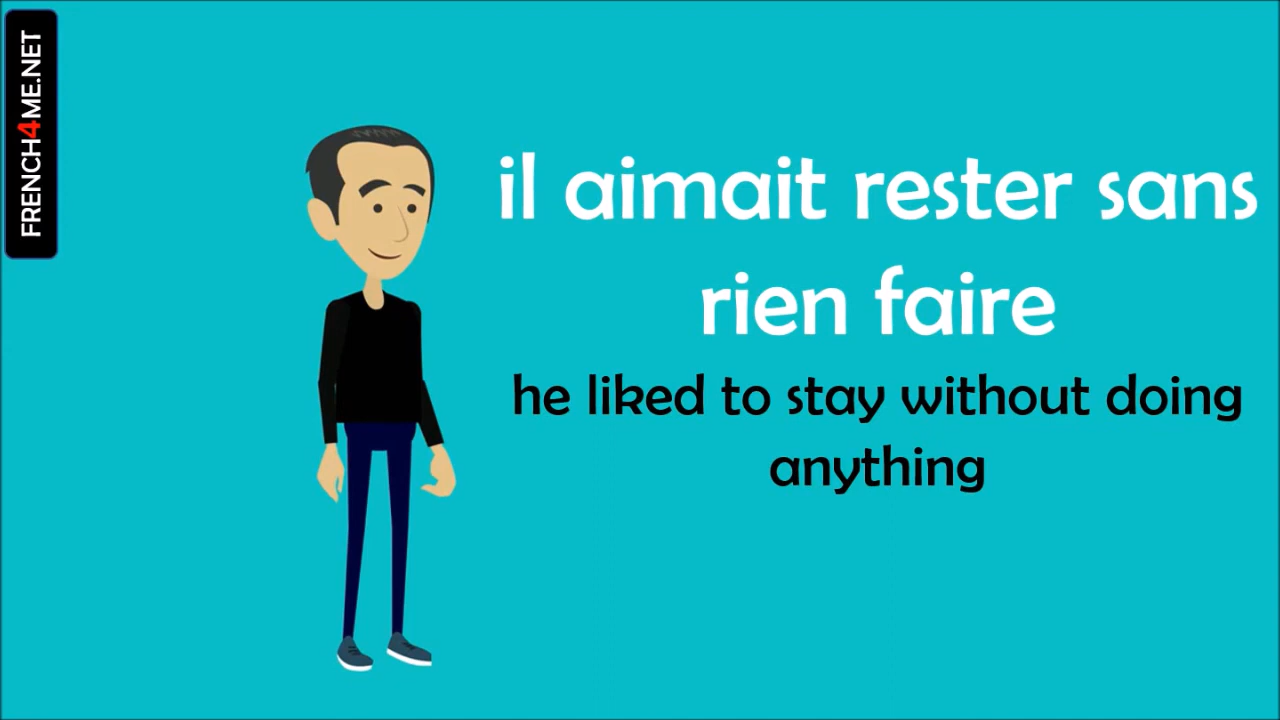 FRENCH4ME.NET
il aimait rester sans
rien faire
he liked to stay without doing
anything